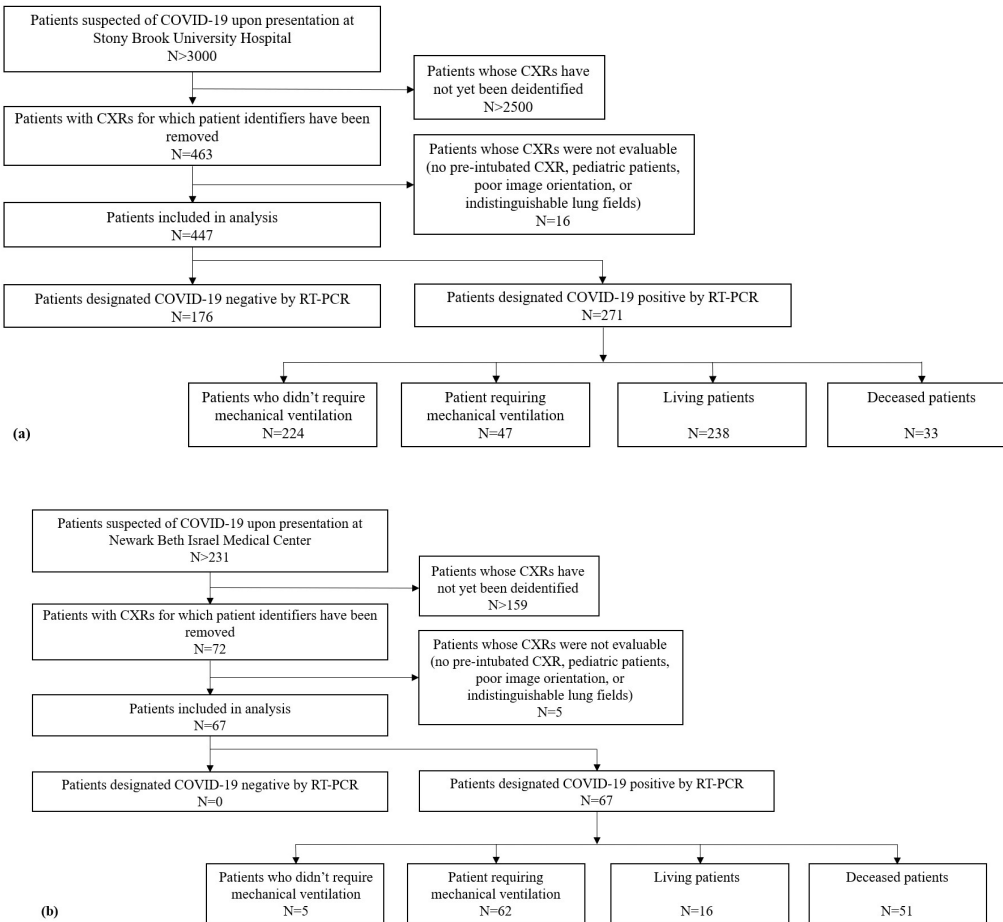 Patients suspected of COVID-19 upon presentation at
Stony Brook University Hospital
N>3000
Patients whose CXRs have
not yet been deidentified
N>2500
Patients with CXRs for which patient identifiers have been
removed
N=463
Patients whose CXRs were not evaluable
(no pre-intubated CXR, pediatric patients,
poor image orientation, or
indistinguishable lung fields)
N=16
Patients included in analysis
N=447
Patients designated COVID-19 negative by RT-PCR
N=176
Patients designated COVID-19 positive by RT-PCR
N=271
Patients who didn’t require
mechanical ventilation
N=224
Patient requiring
mechanical ventilation
N=47
Living patients
N=238
Deceased patients
N=33
(a)
Patients suspected of COVID-19 upon presentation at
Newark Beth Israel Medical Center
N>231
Patients whose CXRs have
not yet been deidentified
N>159
Patients with CXRs for which patient identifiers have been
removed
N=72
Patients whose CXRs were not evaluable
(no pre-intubated CXR, pediatric patients,
poor image orientation, or
indistinguishable lung fields)
N=5
Patients included in analysis
N=67
Patients designated COVID-19 negative by RT-PCR
N=0
Patients designated COVID-19 positive by RT-PCR
N=67
Patients who didn’t require
mechanical ventilation
N=5
Patient requiring
mechanical ventilation
N=62
Living patients
N=16
Deceased patients
N=51
(b)